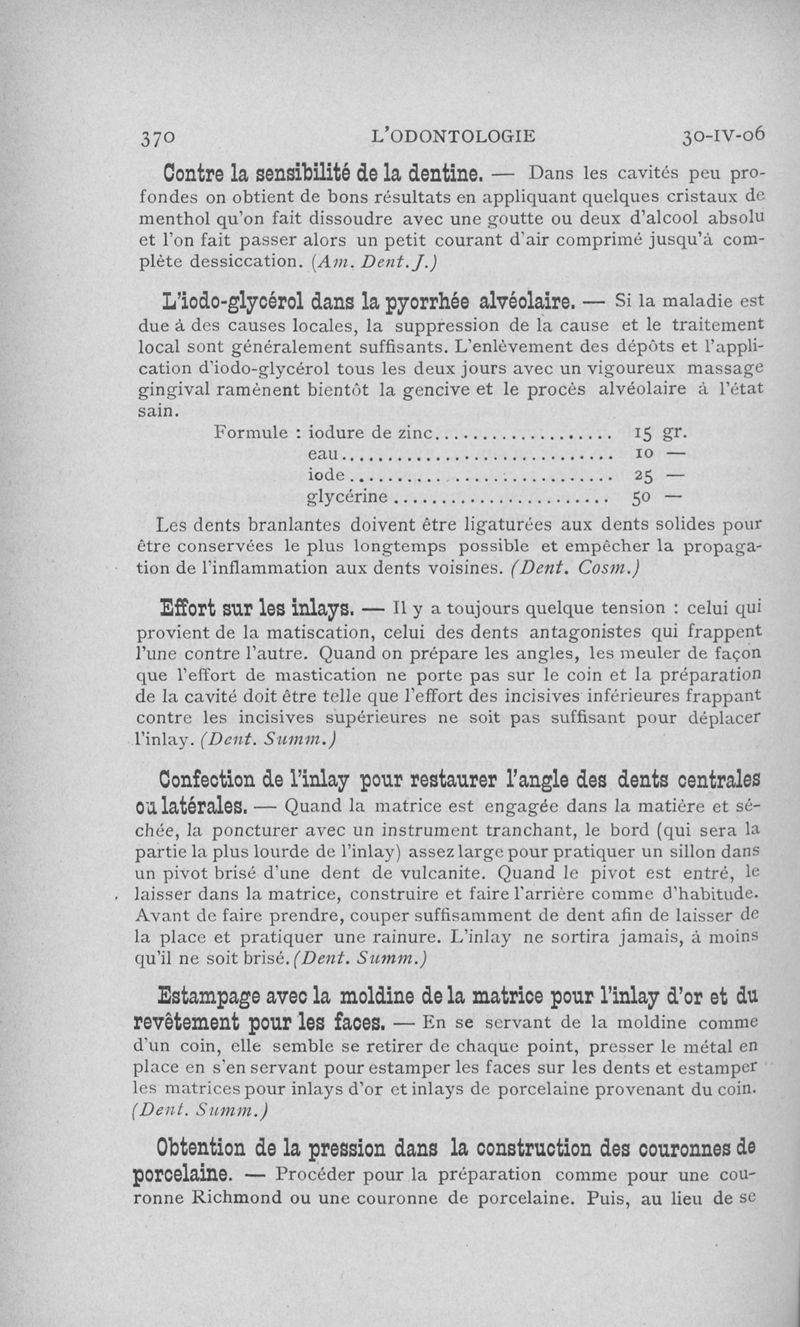 370 L'ODONTOLOGIE 30-IV-06
Contre la sensibilité de la dentine. — Dans les cavités peu pro-
fondes on obtient de bons résultats en appliquant quelques cristaux de
menthol qu'on fait dissoudre avec une goutte ou deux d'alcool absolu
et l'on fait passer alors un petit courant d'air comprimé jusqu'à com-
plète dessiccation. (Am. Dent. J.)
L'iodo-glycérol dans la pyorrhée alvéolaire. — Si la maladie est
due à des causes locales, la suppression de la cause et le traitement
local sont généralement suffisants. L'enlèvement des dépôts et l'appli-
cation d'iodo-glycérol tous les deux jours avec un vigoureux massage
gingival ramènent bientôt la gencive et le procès alvéolaire à l'état
sain.
Formule : iodure de zinc.................... 15 gr.
eau............................. 10 —
iode............................ 25 —
glycérine........................ 50 —
Les dents branlantes doivent être ligaturées aux dents solides pour
être conservées le plus longtemps possible et empêcher la propaga-
tion de l'inflammation aux dents voisines. (Dent. Cosm.)
Effort sur les inlays. — Il y a toujours quelque tension : celui qui
provient de la matiscation, celui des dents antagonistes qui frappent
l'une contre l'autre. Quand on prépare les angles, les meuler de façon
que l'effort de mastication ne porte pas sur le coin et la préparation
de la cavité doit être telle que l'effort des incisives inférieures frappant
contre les incisives supérieures ne soit pas suffisant pour déplacer
l'inlay. (Dent. Summ.)
Confection de l'inlay pour restaurer l'angle des dents centrales
ou latérales. — Quand la matrice est engagée dans la matière et sé-
chée, la poncturer avec un instrument tranchant, le bord (qui sera la
partie la plus lourde de l'inlay) assez large pour pratiquer un sillon dans
un pivot brisé d'une dent de vulcanite. Quand le pivot est entré, le
laisser dans la matrice, construire et faire l'arrière comme d'habitude.
Avant de faire prendre, couper suffisamment de dent afin de laisser de
la place et pratiquer une rainure. L'inlay ne sortira jamais, à moins
qu'il ne soit brisé. (Dent. Summ.)
Estampage avec la moldine de la matrice pour l'inlay d'or et du
revêtement pour les faces. — En se servant de la moldine comme
d'un coin, elle semble se retirer de chaque point, presser le métal en
place en s'en servant pour estamper les faces sur les dents et estamper
les matrices pour inlays d'or et inlays de porcelaine provenant du coin.
(Dent. Summ.)
Obtention de la pression dans la construction des couronnes de
porcelaine. — Procéder pour la préparation comme pour une cou-
ronne Richmond ou une couronne de porcelaine. Puis, au lieu de se